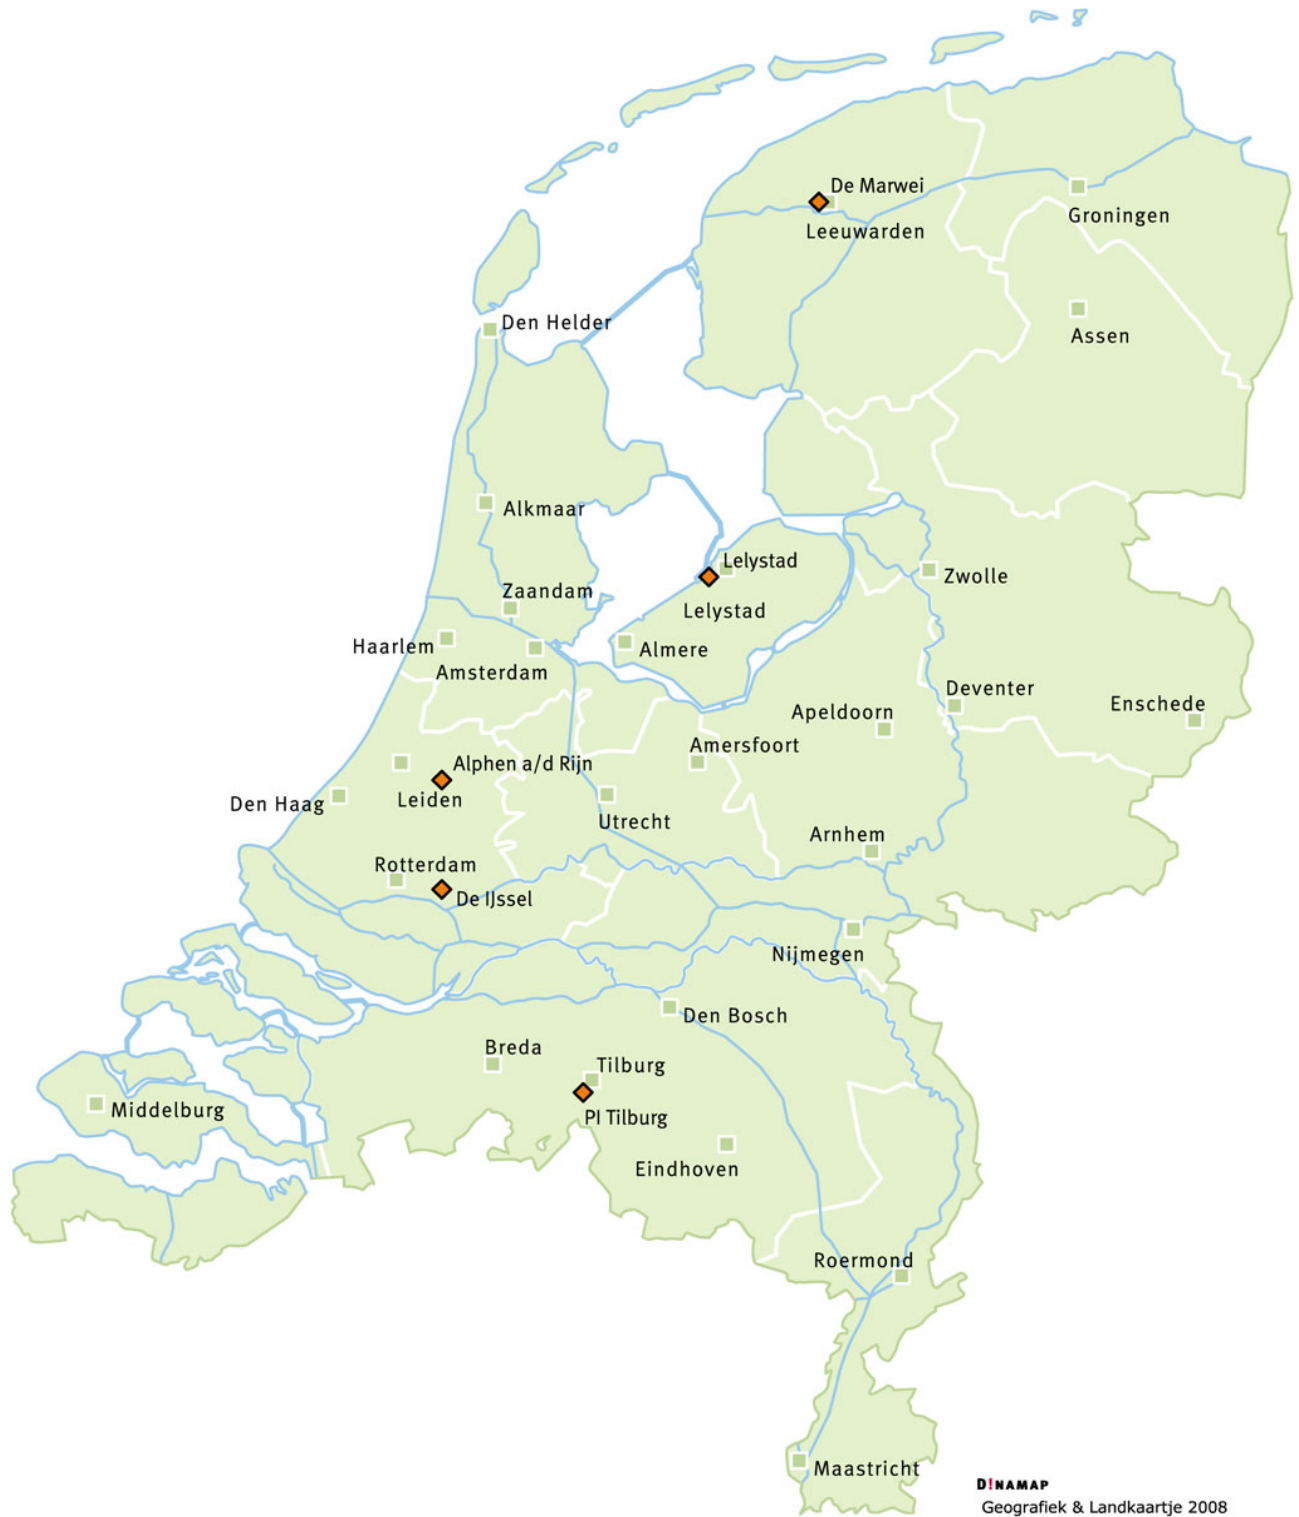 De Marwei
Groningen
Leeuwarden
Den Helder
Assen
Alkmaar
Lelystad
Zwolle
Zaandam
Lelystad
Haarlem
Almere
Amsterdam
Deventer
Enschede
Apeldoorn
Amersfoort
Alphen a/d Rijn
Leiden
Den Haag
Utrecht
Arnhem
Rotterdam
De IJssel
Nijmegen
Den Bosch
Breda
Tilburg
Middelburg
PI Tilburg
Eindhoven
Roermond
Maastricht
D!NAMAP
Geografiek & Landkaartje 2008